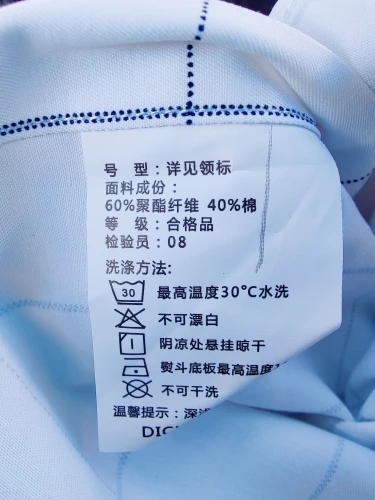 号 型：详见领标
面料成份：
60%聚酯纤维 40%棉
等 级：合格品
检验员：08
洗涤方法：
30 最高温度30°C水洗
不可漂白
阴凉处悬挂晾干
熨斗底板最高温度
不可干洗
温馨提示：深